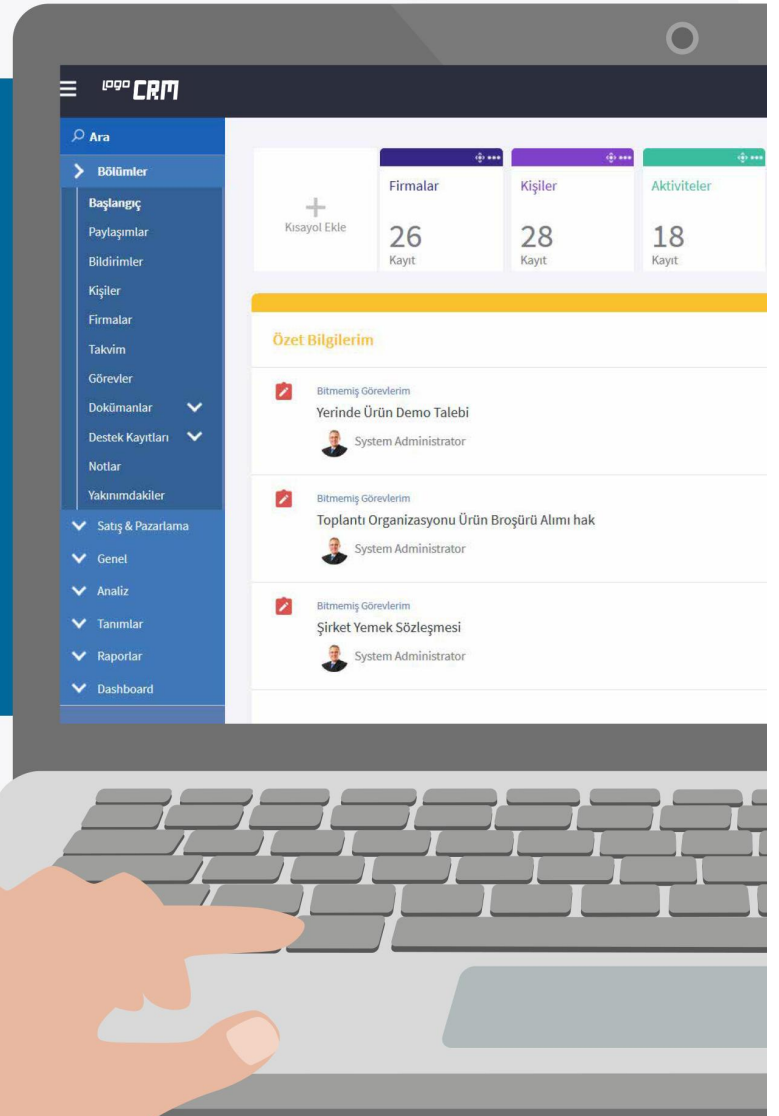 logo CRM
Ara
Bölümler
Başlangıç
Paylaşımlar
Bildirimler
Kişiler
Firmalar
Takvim
Görevler
Dokümanlar
Destek Kayıtları
Notlar
Yakınımdakiler
Satış & Pazarlama
Genel
Analiz
Tanımlar
Raporlar
Dashboard
Kısayol Ekle
Firmalar
26
Kayıt
Kişiler
28
Kayıt
Aktiviteler
18
Kayıt
Özet Bilgilerim
Bitmemiş Görevlerim
Yerinde Ürün Demo Talebi
System Administrator
Bitmemiş Görevlerim
Toplantı Organizasyonu Ürün Broşürü Alımı hak
System Administrator
Bitmemiş Görevlerim
Şirket Yemek Sözleşmesi
System Administrator